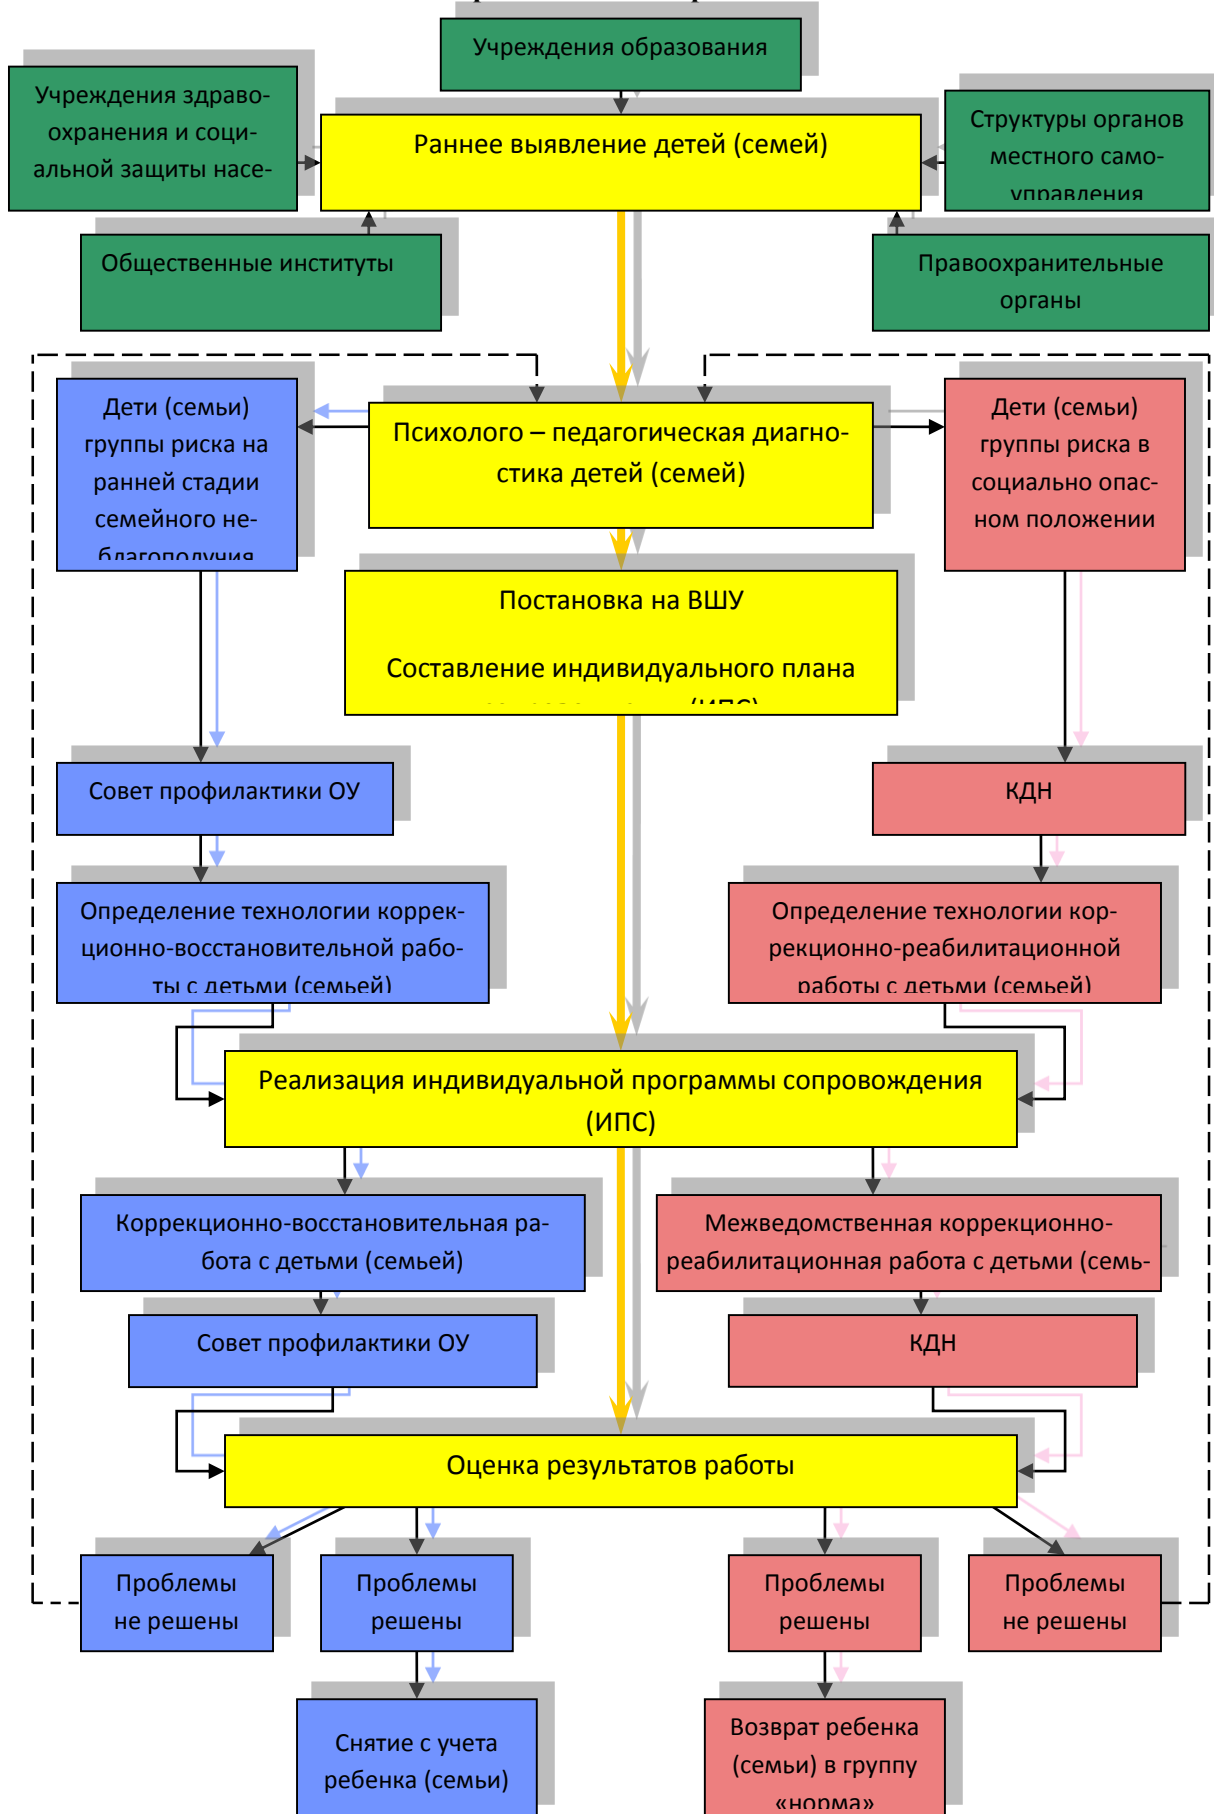 Учреждения образования
Учреждения здраво-
охранения и соци-
альной защиты насе-
Раннее выявление детей (семей)
Структуры органов
местного само-
управления
Общественные институты
Правоохранительные
органы
Дети (семьи)
группы риска на
ранней стадии
семейного не-
благополучия
Психолого – педагогическая диагно-
стика детей (семей)
Дети (семьи)
группы риска в
социально опас-
ном положении
Постановка на ВШУ
Составление индивидуального плана
(ИПС)
Совет профилактики ОУ
КДН
Определение технологии коррек-
ционно-восстановительной рабо-
ты с детьми (семьей)
Определение технологии кор-
рекционно-реабилитационной
работы с детьми (семьей)
Реализация индивидуальной программы сопровождения
(ИПС)
Коррекционно-восстановительная ра-
бота с детьми (семьей)
Межведомственная коррекционно-
реабилитационная работа с детьми (семь-
Совет профилактики ОУ
КДН
Оценка результатов работы
Проблемы
не решены
Проблемы
решены
Проблемы
решены
Проблемы
не решены
Снятие с учета
ребенка (семьи)
Возврат ребенка
(семьи) в группу
«норма»